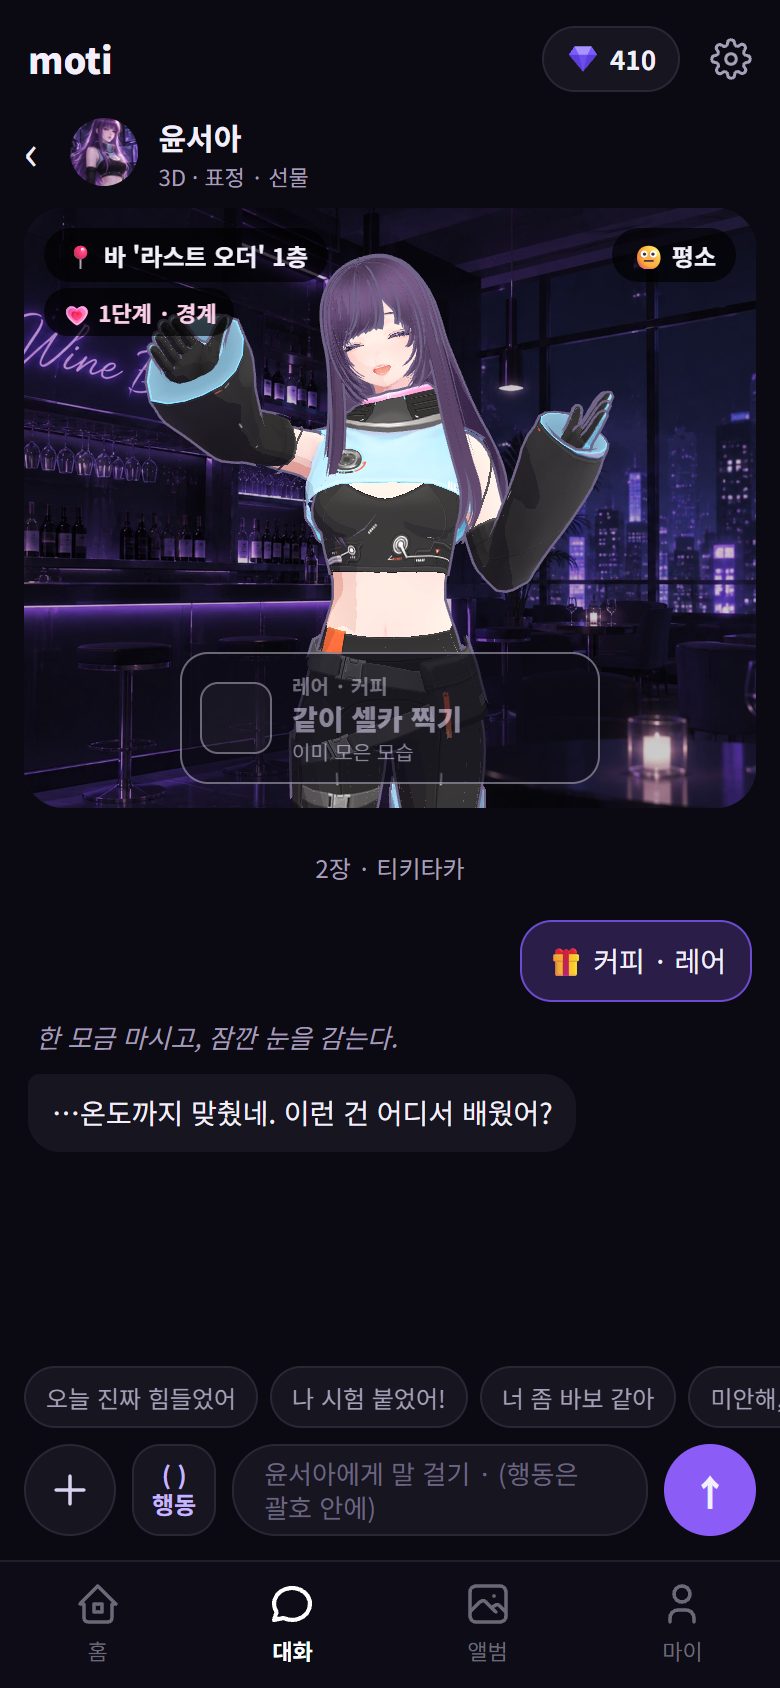 moti
410
윤서아
3D · 표정 · 선물
바 '라스트 오더' 1층
평소
1단계 · 경계
Wine B
레어 · 커피
같이 셀카 찍기
이미 모은 모습
2장 · 티키타카
커피 · 레어
한 모금 마시고, 잠깐 눈을 감는다.
…온도까지 맞췄네. 이런 건 어디서 배웠어?
오늘 진짜 힘들었어
나 시험 붙었어!
너 좀 바보 같아
미안해,
( )
행동
윤서아에게 말 걸기 · (행동은
괄호 안에)
홈
대화
앨범
마이